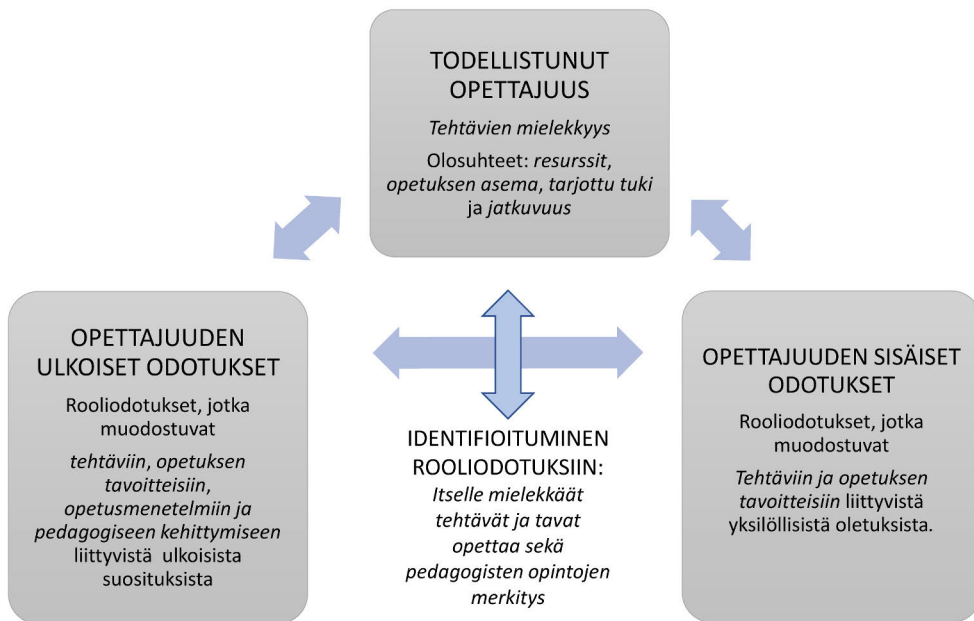 TODELLISTUNUT
OPETTAJUUS
Tehtävien mielekkyys
Olosuhteet: resurssit,
opetuksen asema, tarjottu tuki
ja jatkuvuus
OPETTAJUUDEN
ULKOISET ODOTUKSET
Rooliodotukset, jotka
muodostuvat
tehtäviin, opetuksen
tavoitteisiin,
opetusmenetelmiin ja
pedagogiseen kehittymiseen
liittyvistä ulkoisista
suosituksista
IDENTIFIOITUMINEN
ROOLIODOTUKSIIN:
Itselle mielekkäät
tehtävät ja tavat
opettaa sekä
pedagogisten opintojen
merkitys
OPETTAJUUDEN SISÄISET
ODOTUKSET
Rooliodotukset, jotka
muodostuvat
Tehtäviin ja opetuksen
tavoitteisiin liittyvistä
yksilöllisistä oletuksista.